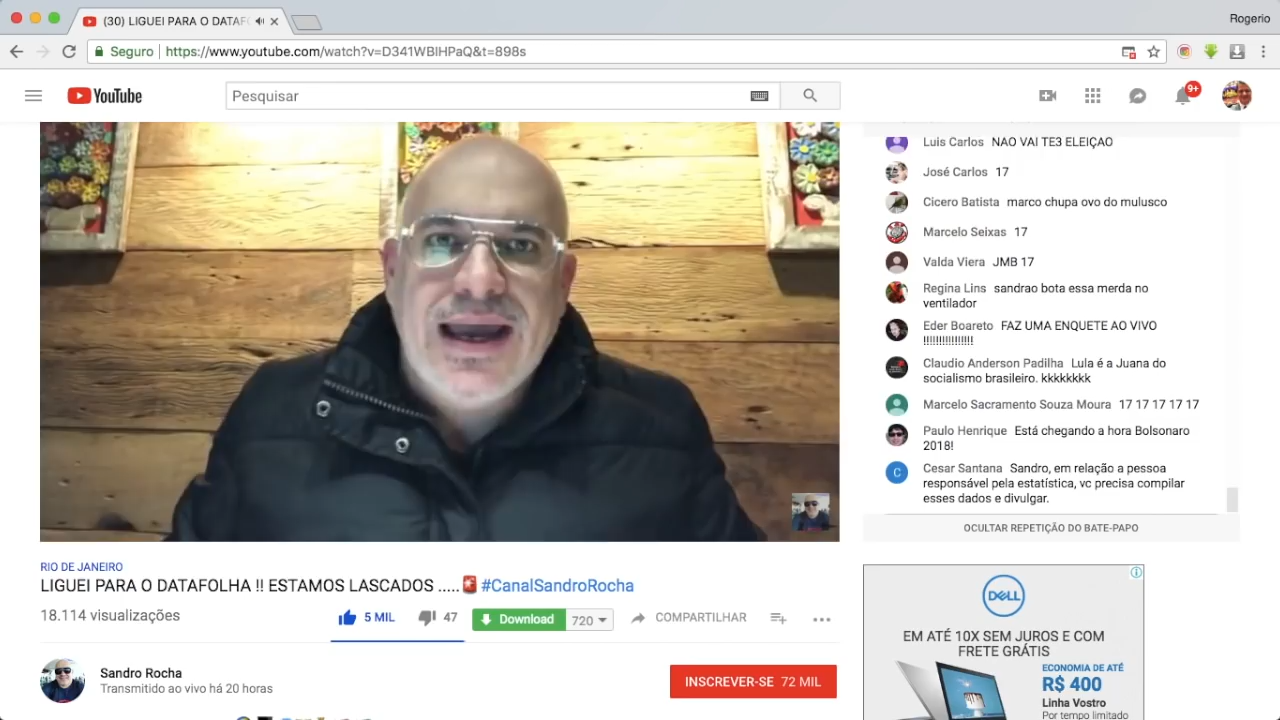 (30) LIGUEI PARA O DATAF
Rogerio
Seguro
https://www.youtube.com/watch?v=D341WBlHPaQ&t=898s
YouTube
Pesquisar
9+
Luis Carlos NAO VAI TE3 ELEIÇAO
José Carlos 17
Cicero Batista marco chupa ovo do mulusco
Marcelo Seixas 17
Valda Viera JMB 17
Regina Lins sandrao bota essa merda no
ventilador
Eder Boareto FAZ UMA ENQUETE AO VIVO
!!!!!!!!!!!!!!!!
Claudio Anderson Padilha Lula é a Juana do
socialismo brasileiro. kkkkkkkk
Marcelo Sacramento Souza Moura 17 17 17 17 17
Paulo Henrique Está chegando a hora Bolsonaro
2018!
C
Cesar Santana Sandro, em relação a pessoa
responsável pela estatística, vc precisa compilar
esses dados e divulgar.
OCULTAR REPETIÇÃO DO BATE-PAPO
RIO DE JANEIRO
LIGUEI PARA O DATAFOLHA !! ESTAMOS LASCADOS .....🚨 #CanalSandroRocha
18.114 visualizações
5 MIL
47
Download
720
COMPARTILHAR
Sandro Rocha
Transmitido ao vivo há 20 horas
INSCREVER-SE 72 MIL
DELL
EM ATÉ 10X SEM JUROS E COM
FRETE GRÁTIS
ECONOMIA DE ATÉ
R$ 400
Linha Vostro
Por tempo limitado